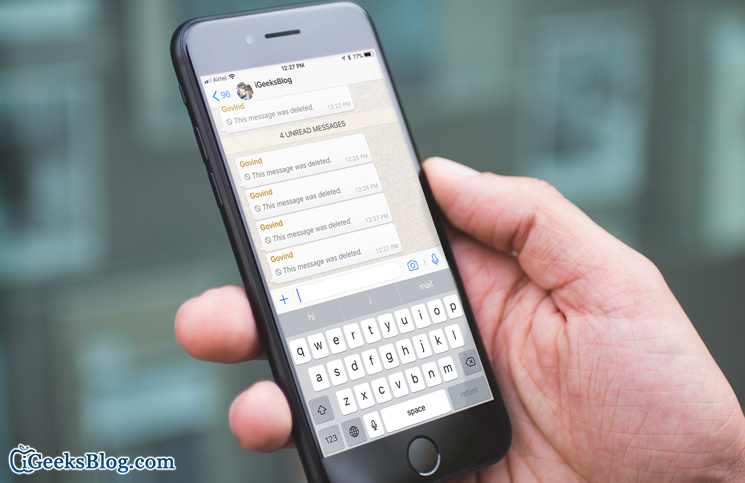 Airtel 12:27 PM 77%
96 iGeeksBlog
Govind
This message was deleted. 12:23 PM
4 UNREAD MESSAGES
Govind
This message was deleted. 12:25 PM
Govind
This message was deleted. 12:26 PM
Govind
This message was deleted. 12:27 PM
Govind
This message was deleted. 12:27 PM
hi i mail
q w e r t y u i o p
a s d f g h j k l
z x c v b n m
123 space return
iGeeksBlog.com